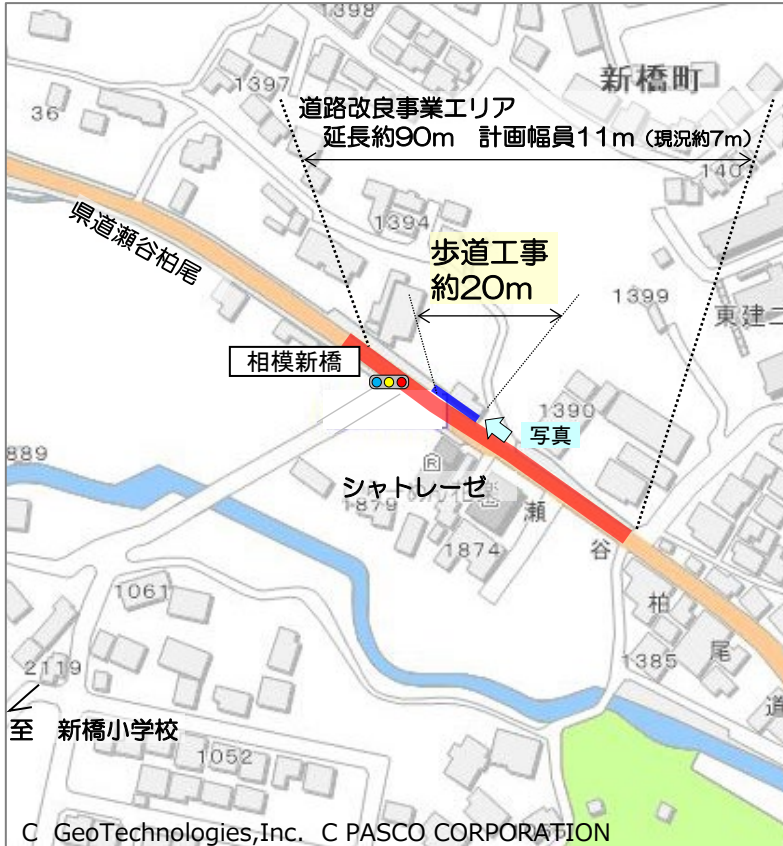 1398
1397
新橋町
道路改良事業エリア
延長約90m 計画幅員11m（現況約7m）
36
140
県道瀬谷柏尾
1394
歩道工事
約20m
1399
東建ニ
相模新橋
1390
写真
889
シャトレーゼ
1879
瀬
谷
1874
柏
1061
尾
1385
2119
道
至 新橋小学校
1052
C GeoTechnologies,Inc. C PASCO CORPORATION